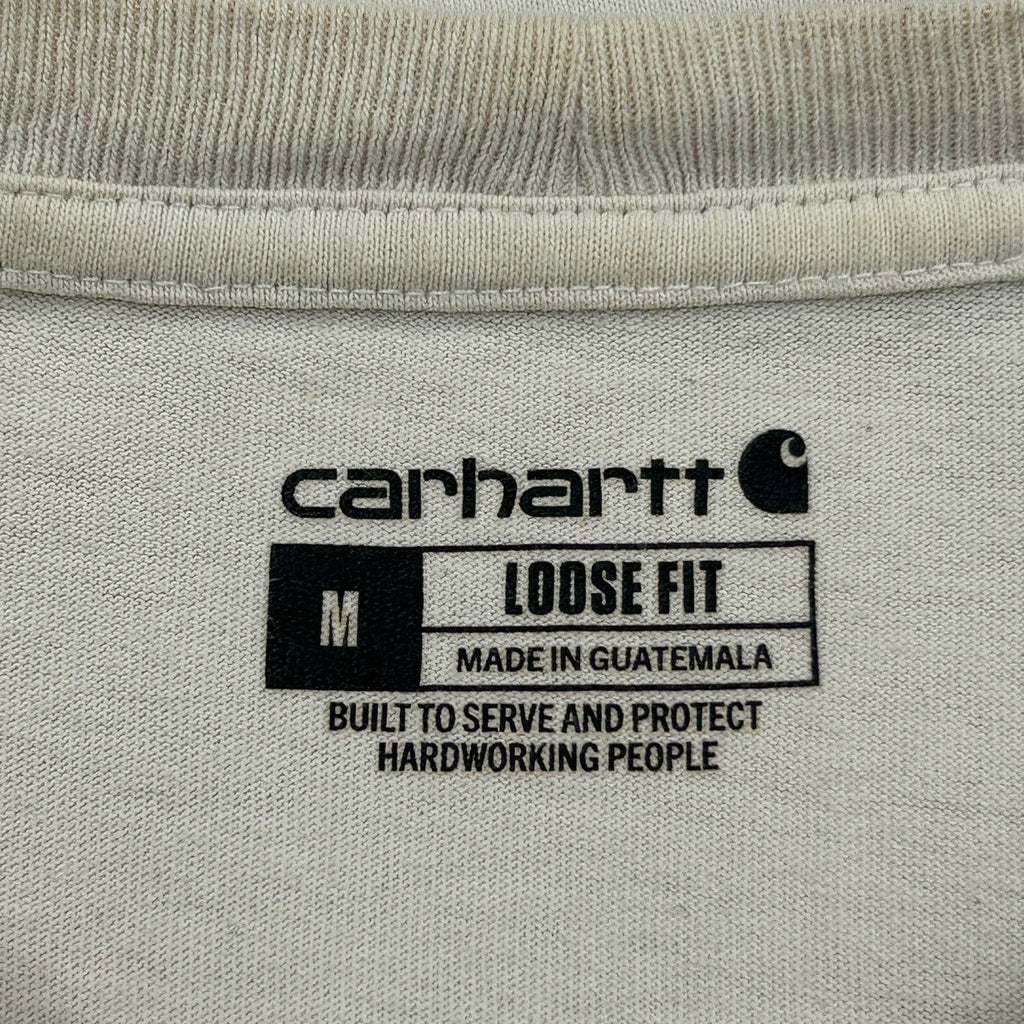 carhartt
M
LOOSE FIT
MADE IN GUATEMALA
BUILT TO SERVE AND PROTECT
HARDWORKING PEOPLE